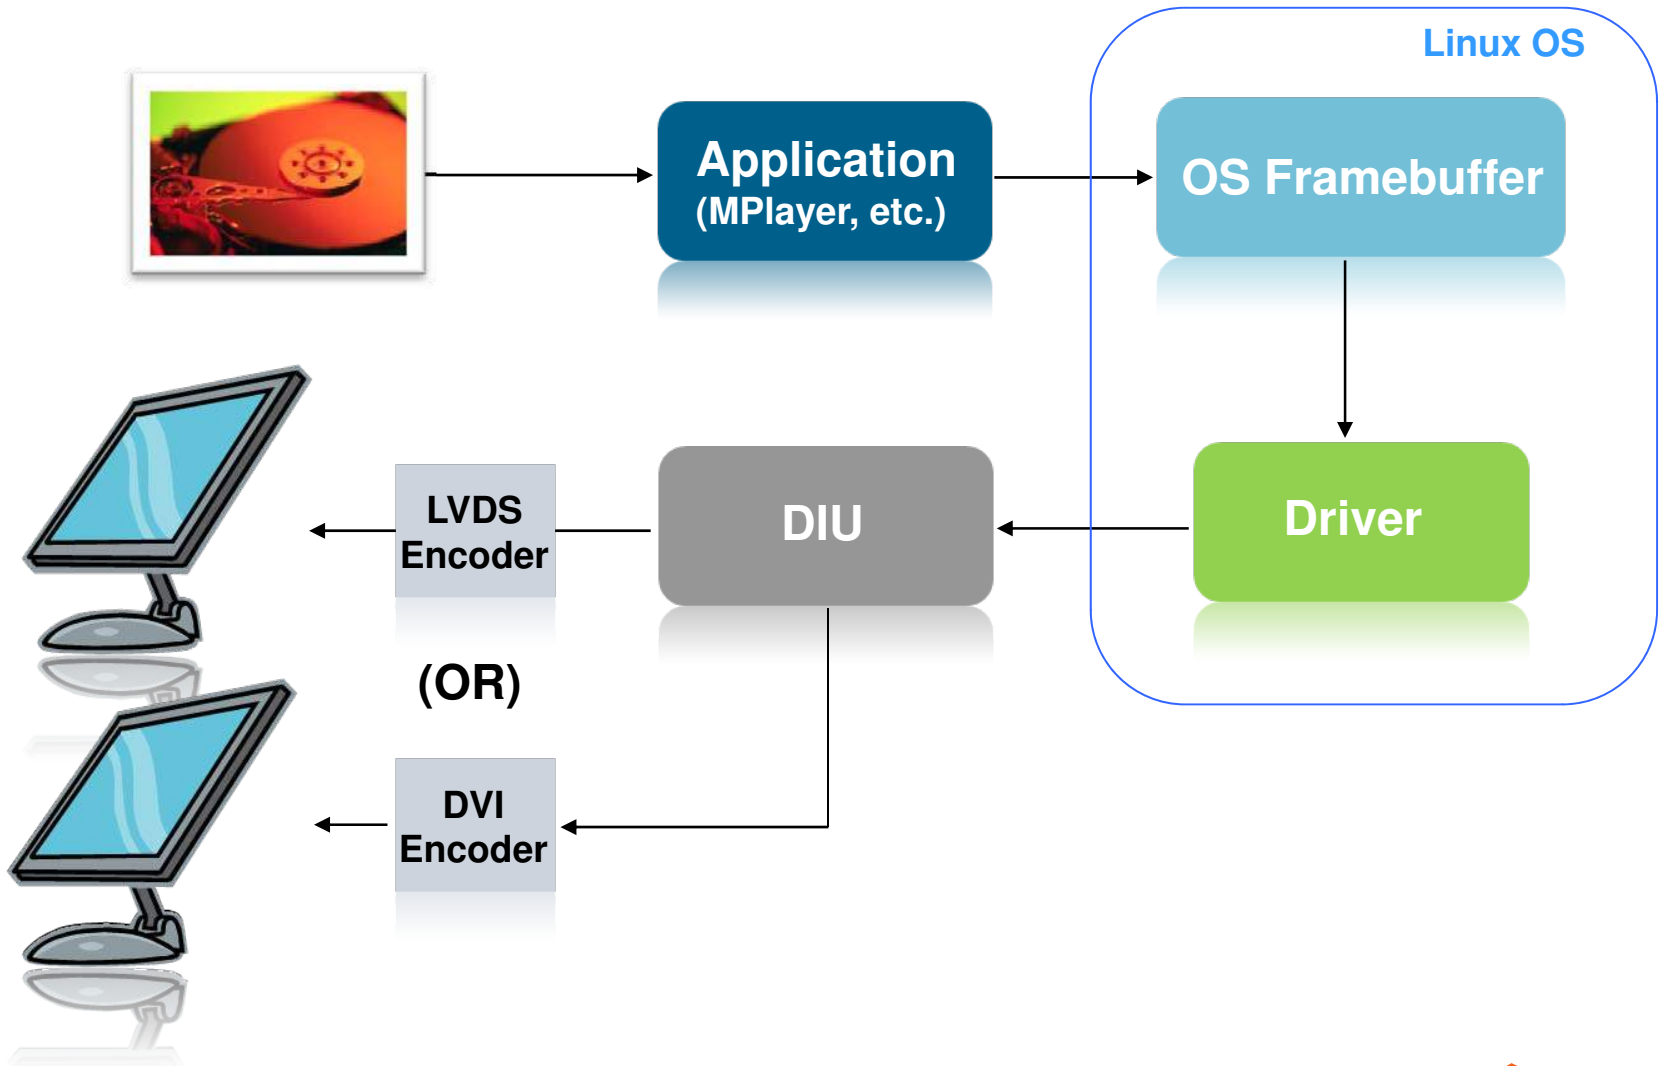 Linux OS
Application
(MPlayer, etc.)
OS Framebuffer
LVDS
Encoder
DIU
Driver
(OR)
DVI
Encoder